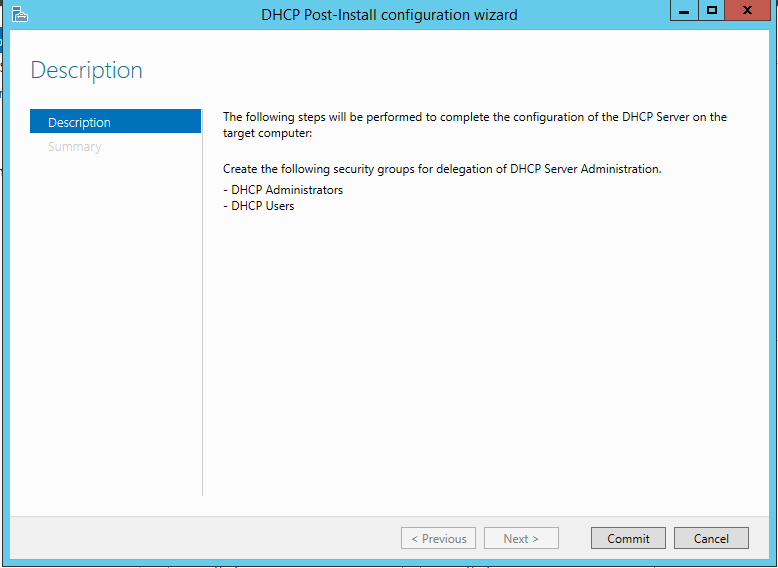 DHCP Post-Install configuration wizard
Description
Description
Summary
The following steps will be performed to complete the configuration of the DHCP Server on the
target computer:
Create the following security groups for delegation of DHCP Server Administration.
- DHCP Administrators
- DHCP Users
< Previous
Next >
Commit
Cancel